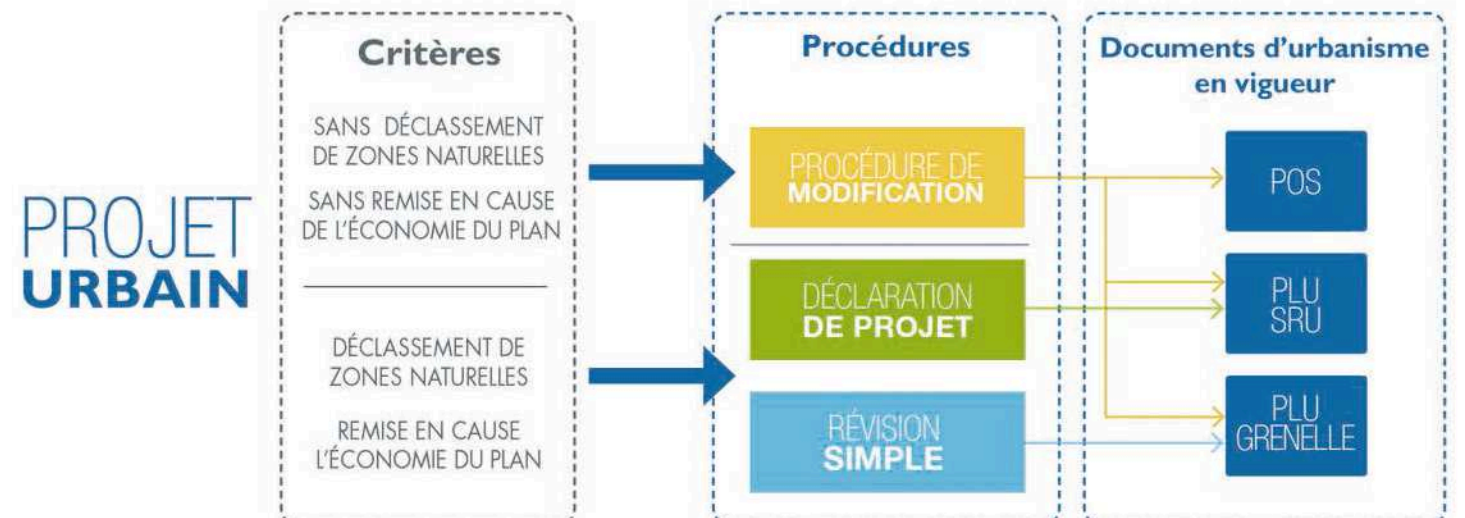 PROJET
URBAIN
Critères
SANS DÉCLASSEMENT
DE ZONES NATURELLES
SANS REMISE EN CAUSE
DE L'ÉCONOMIE DU PLAN
DÉCLASSEMENT DE
ZONES NATURELLES
REMISE EN CAUSE
L'ÉCONOMIE DU PLAN
Procédures
PROCÉDURE DE
MODIFICATION
DÉCLARATION
DE PROJET
RÉVISION
SIMPLE
Documents d'urbanisme
en vigueur
POS
PLU
SRU
PLU
GRENELLE